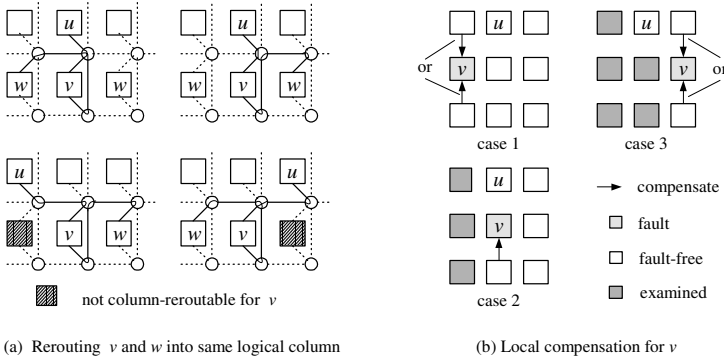 u
u
w
v
w
w
v
w
u
u
v
w
w
v
not column-reroutable for v
(a) Rerouting v and w into same logical column
u
or
v
case 1
u
v
or
case 3
u
v
case 2
compensate
fault
fault-free
examined
(b) Local compensation for v